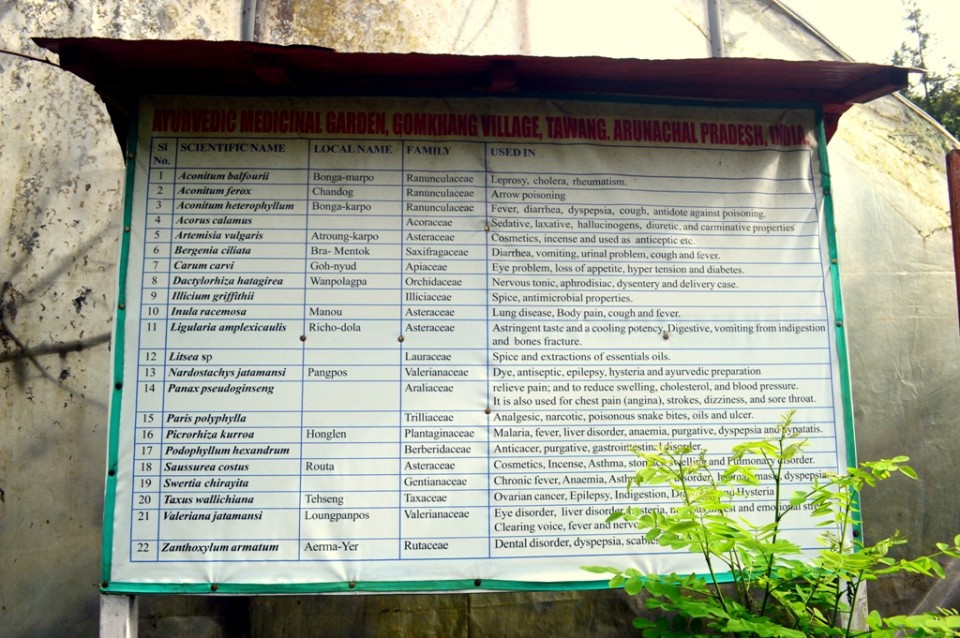 AYURVEDIC MEDICINAL GARDEN, GOMKHANG VILLAGE, TAWANG. ARUNACHAL PRADESH, INDIA.
SI No. SCIENTIFIC NAME LOCAL NAME FAMILY USED IN
1 Aconitum balfourii Bonga-marpo Ranunculaceae Leprosy, cholera, rheumatism.
2 Aconitum ferox Chandog Ranunculaceae Arrow poisoning
3 Aconitum heterophyllum Bonga-karpo Ranunculaceae Fever, diarrhea, dyspepsia, cough, antidote against poisoning.
4 Acorus calamus Acoraceae Sedative, laxative, hallucinogens, diuretic, and carminative properties
5 Artemisia vulgaris Atroung-karpo Asteraceae Cosmetics, incense and used as anticeptic etc.
6 Bergenia ciliata Bra- Mentok Saxifragaceae Diarrhea, vomiting, urinal problem, cough and fever.
7 Carum carvi Goh-nyud Apiaceae Eye problem, loss of appetite, hyper tension and diabetes.
8 Dactylorhiza hatagirea Wanpolagpa Orchidaceae Nervous tonic, aphrodisiac, dysentery and delivery case.
9 Illicium griffithii Illiciaceae Spice, antimicrobial properties.
10 Inula racemosa Manou Asteraceae Lung disease, Body pain, cough and fever.
11 Ligularia amplexicaulis Richo-dola Asteraceae Astringent taste and a cooling potency, Digestive, vomiting from indigestion
and bones fracture.
12 Litsea sp Lauraceae Spice and extractions of essentials oils.
13 Nardostachys jatamansi Pangpos Valerianaceae Dye, antiseptic, epilepsy, hysteria and ayurvedic preparation
14 Panax pseudoginseng Araliaceae relieve pain; and to reduce swelling, cholesterol, and blood pressure.
It is also used for chest pain (angina), strokes, dizziness, and sore throat.
15 Paris polyphylla Trilliaceae Analgesic, narcotic, poisonous snake bites, oils and ulcer.
16 Picrorhiza kurroa Honglen Plantaginaceae Malaria, fever, liver disorder, anaemia, purgative, dyspepsia and
17 Podophyllum hexandrum Berberidaceae Anticacer, purgative, gastrointestinal disorder.
18 Saussurea costus Routa Asteraceae Cosmetics, Incense, Asthma, stomach swelling and Pulmonary disorder.
19 Swertia chirayita Gentianaceae Chronic fever, Anaemia, disorder, dyspepsia
20 Taxus wallichiana Tehseng Taxaceae Ovarian cancer, Epilepsy, Indigestion, Hysteria
21 Valeriana jatamansi Loungpanpos Valerianaceae Eye disorder, liver disorder and emotional
Clearing voice, fever and
22 Zanthoxylum armatum Aerma-Yer Rutaceae Dental disorder, dyspepsia,